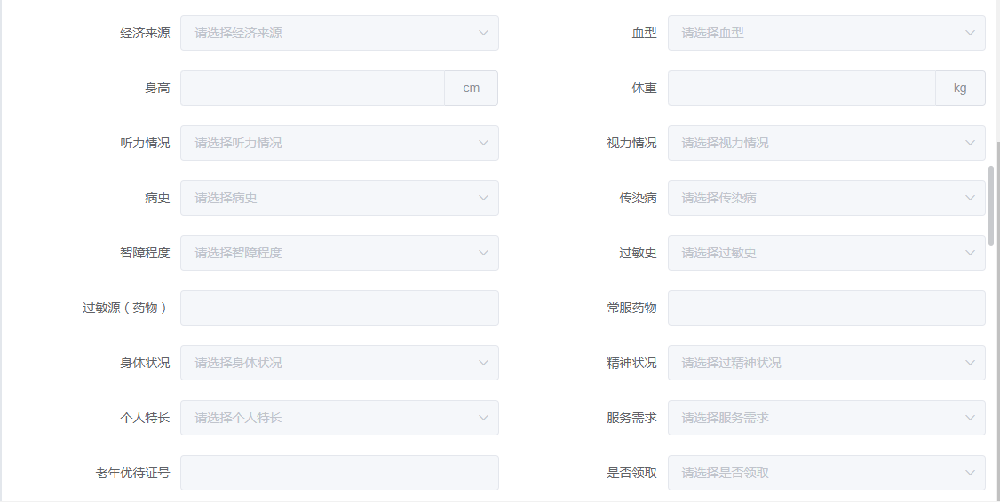 经济来源 请选择经济来源 血型 请选择血型
身高 cm 体重 kg
听力情况 请选择听力情况 视力情况 请选择视力情况
病史 请选择病史 传染病 请选择传染病
智障程度 请选择智障程度 过敏史 请选择过敏史
过敏源（药物） 常服药物
身体状况 请选择身体状况 精神状况 请选择过精神状况
个人特长 请选择个人特长 服务需求 请选择服务需求
老年优待证号 是否领取 请选择是否领取